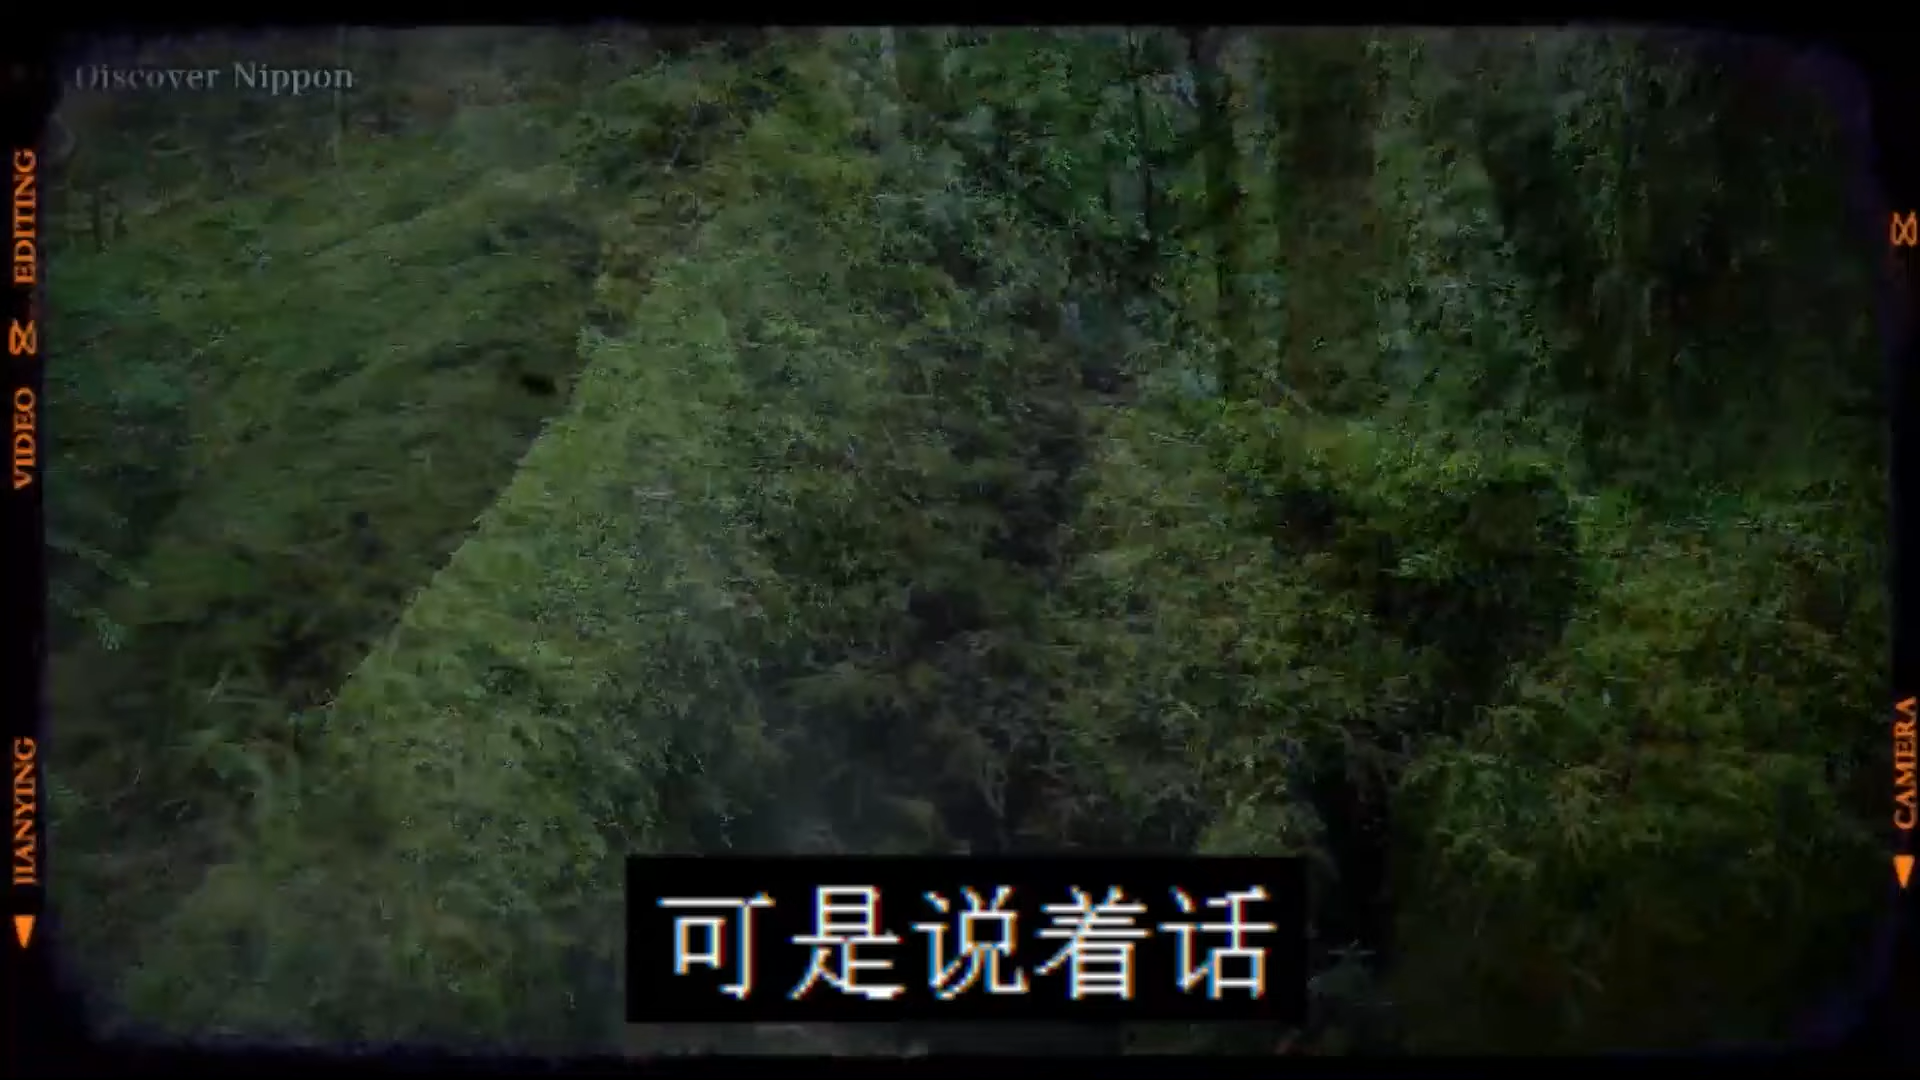 Discover Nippon
VIDEO EDITING
JIANYING
CAMERA
可是说着话